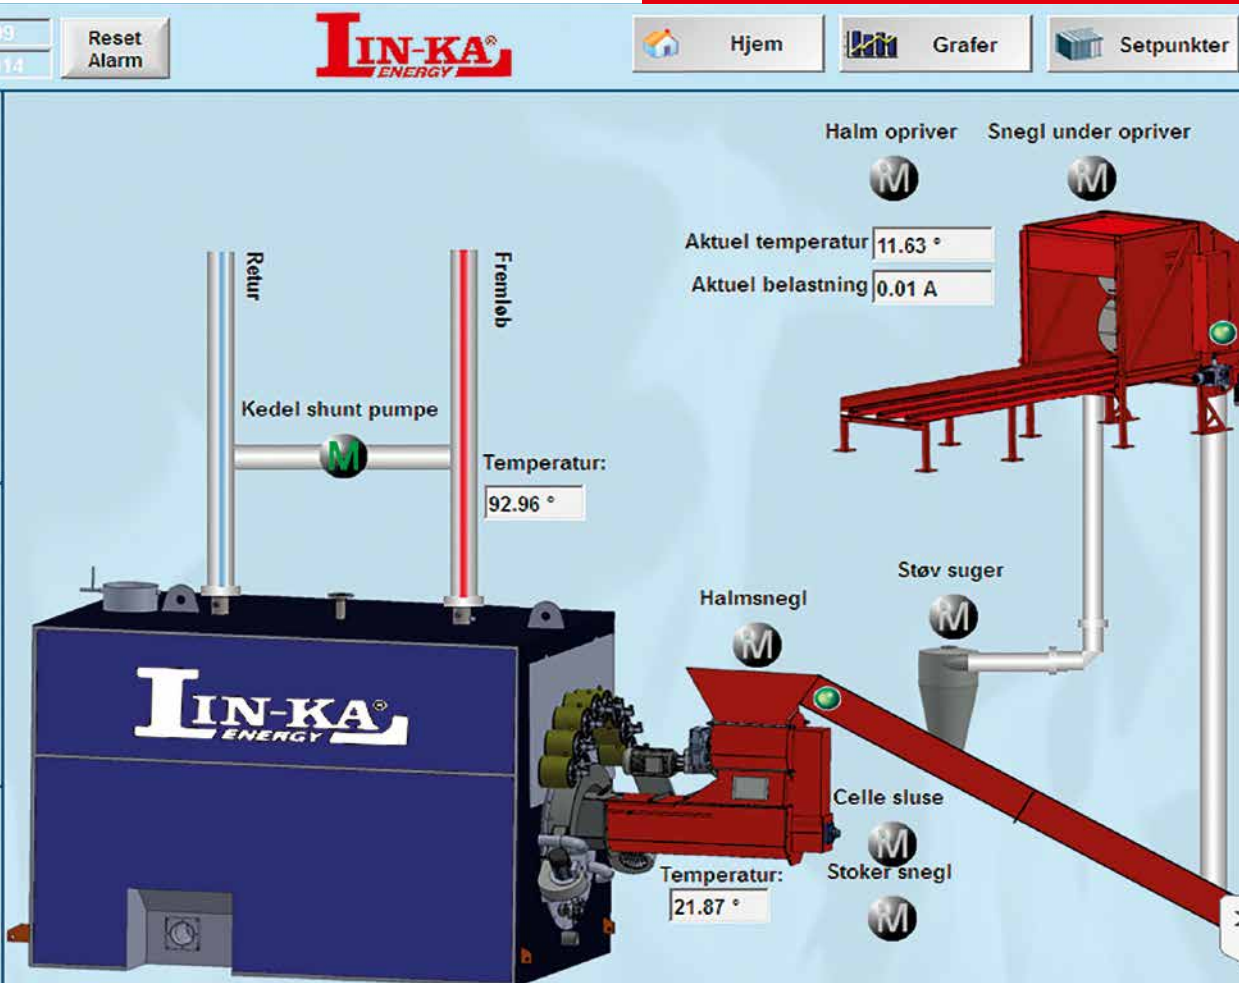 09
Reset
Alarm
014
LIN-KA®
ENERGY
Hjem
Grafer
Setpunkter
Halm opriver
Snegl under opriver
M
M
Aktuel temperatur 11.63 °
Aktuel belastning 0.01 A
Retur
Fremløb
Kedel shunt pumpe
M
Temperatur:
92.96 °
Støv suger
M
Halmsnegl
M
LIN-KA®
ENERGY
Celle sluse
M
Temperatur:
21.87 °
Stoker snegl
M